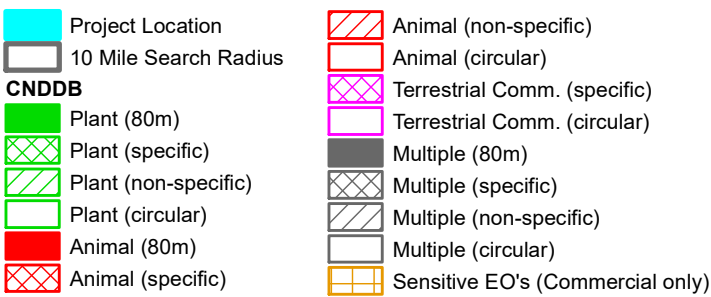 Project Location
10 Mile Search Radius
CNDDB
Plant (80m)
Plant (specific)
Plant (non-specific)
Plant (circular)
Animal (80m)
Animal (specific)
Animal (non-specific)
Animal (circular)
Terrestrial Comm. (specific)
Terrestrial Comm. (circular)
Multiple (80m)
Multiple (specific)
Multiple (non-specific)
Multiple (circular)
Sensitive EO's (Commercial only)